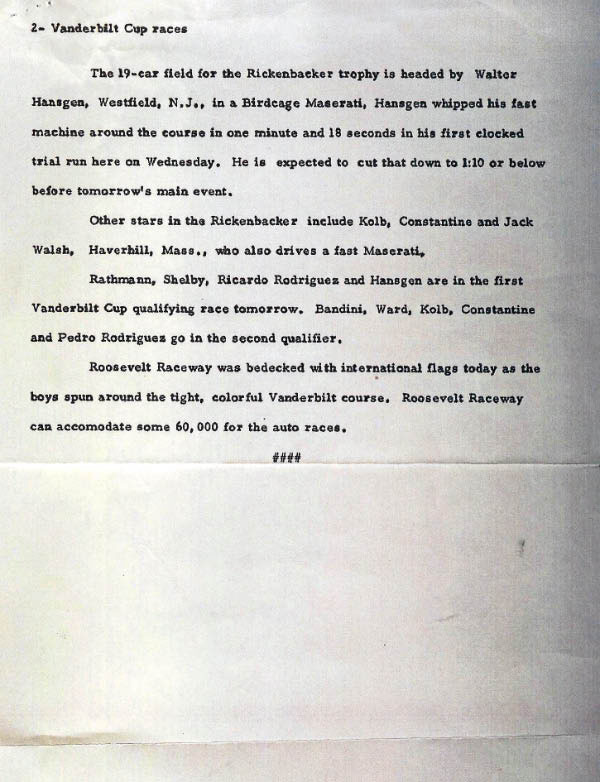 2- Vanderbilt Cup races
The 19-car field for the Rickenbacker trophy is headed by Walter
Hansgen, Westfield, N.J., in a Birdcage Maserati, Hansgen whipped his fast
machine around the course in one minute and 18 seconds in his first clocked
trial run here on Wednesday. He is expected to cut that down to 1:10 or below
before tomorrow's main event.
Other stars in the Rickenbacker include Kolb, Constantine and Jack
Walsh, Haverhill, Mass., who also drives a fast Maserati.
Rathmann, Shelby, Ricardo Rodriguez and Hansgen are in the first
Vanderbilt Cup qualifying race tomorrow. Bandini, Ward, Kolb, Constantine
and Pedro Rodriguez go in the second qualifier.
Roosevelt Raceway was bedecked with international flags today as the
boys spun around the tight, colorful Vanderbilt course. Roosevelt Raceway
can accomodate some 60,000 for the auto races.
####